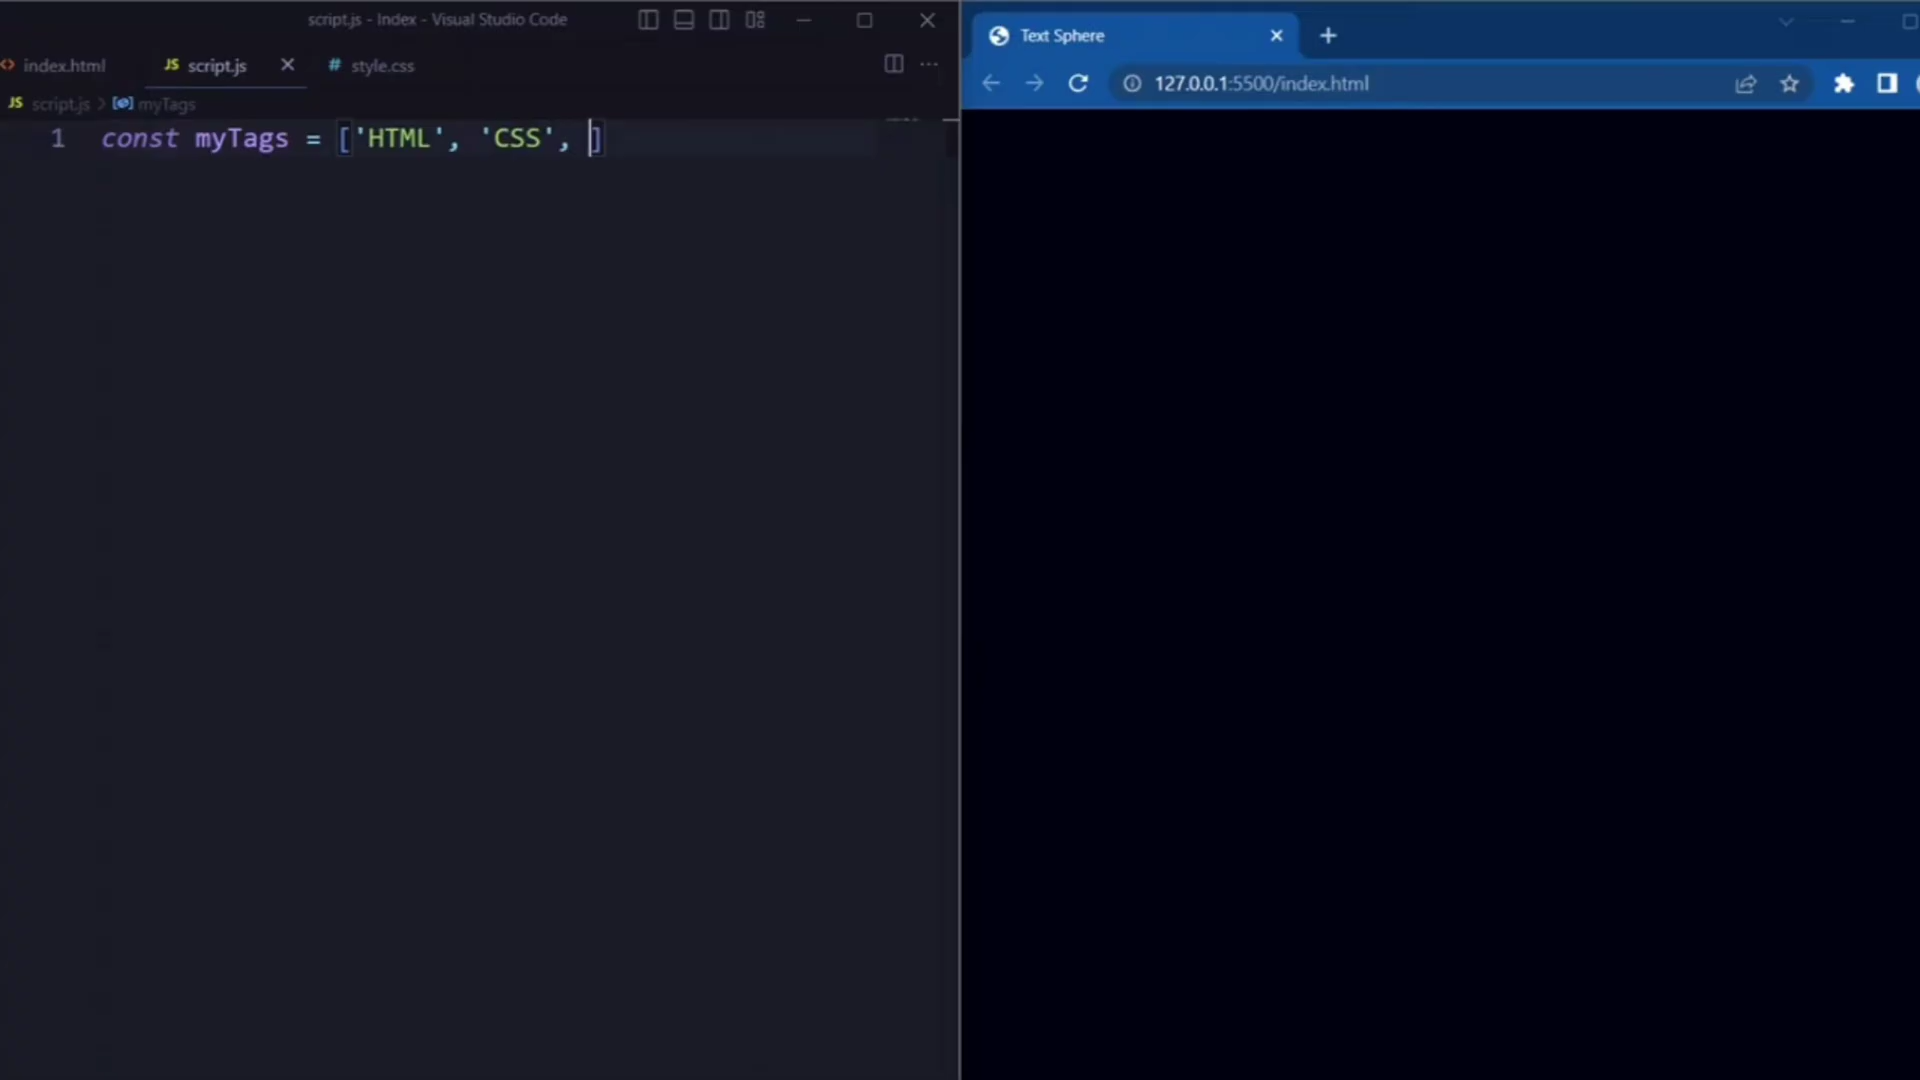 script.js - Index - Visual Studio Code
index.html
JS script.js
# style.css
JS script.js > myTags
1 const myTags = ['HTML', 'CSS', ]
Text Sphere
127.0.0.1:5500/index.html